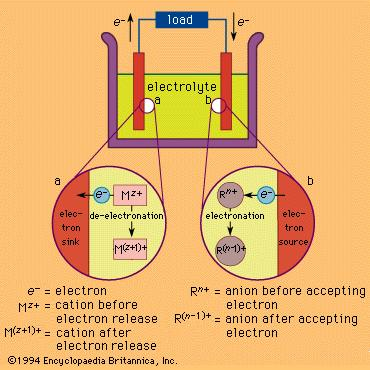 e⁻ load e⁻
electrolyte
a b
a b
e⁻ Mᶻ⁺ Rⁿ⁺ e⁻
elec-
tron
sink
de-electronation
electronation
elec-
tron
source
M⁽ᶻ⁺¹⁾⁺ R⁽ⁿ⁻¹⁾⁺
e⁻ = electron
Mᶻ⁺ = cation before
electron release
M⁽ᶻ⁺¹⁾⁺ = cation after
electron release
Rⁿ⁺ = anion before accepting
electron
R⁽ⁿ⁻¹⁾⁺ = anion after accepting
electron
©1994 Encyclopaedia Britannica, Inc.